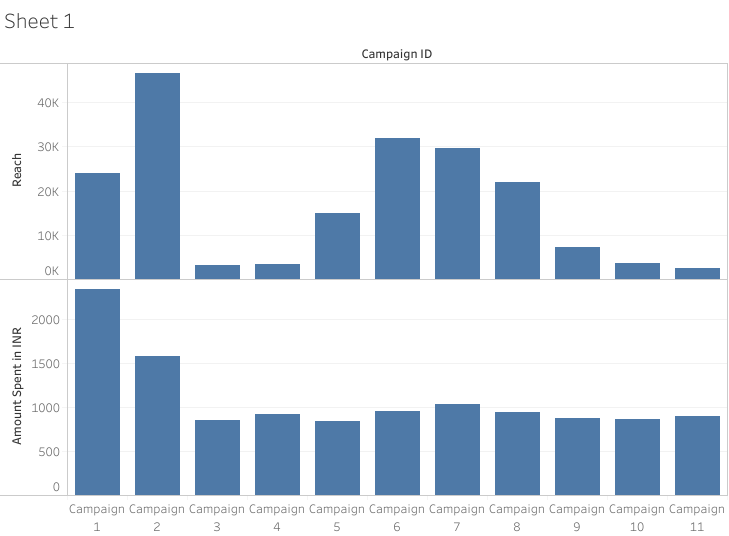 Sheet 1
Campaign ID
Reach
40K
30K
20K
10K
0K
Amount Spent in INR
2000
1500
1000
500
0
Campaign 1
Campaign 2
Campaign 3
Campaign 4
Campaign 5
Campaign 6
Campaign 7
Campaign 8
Campaign 9
Campaign 10
Campaign 11